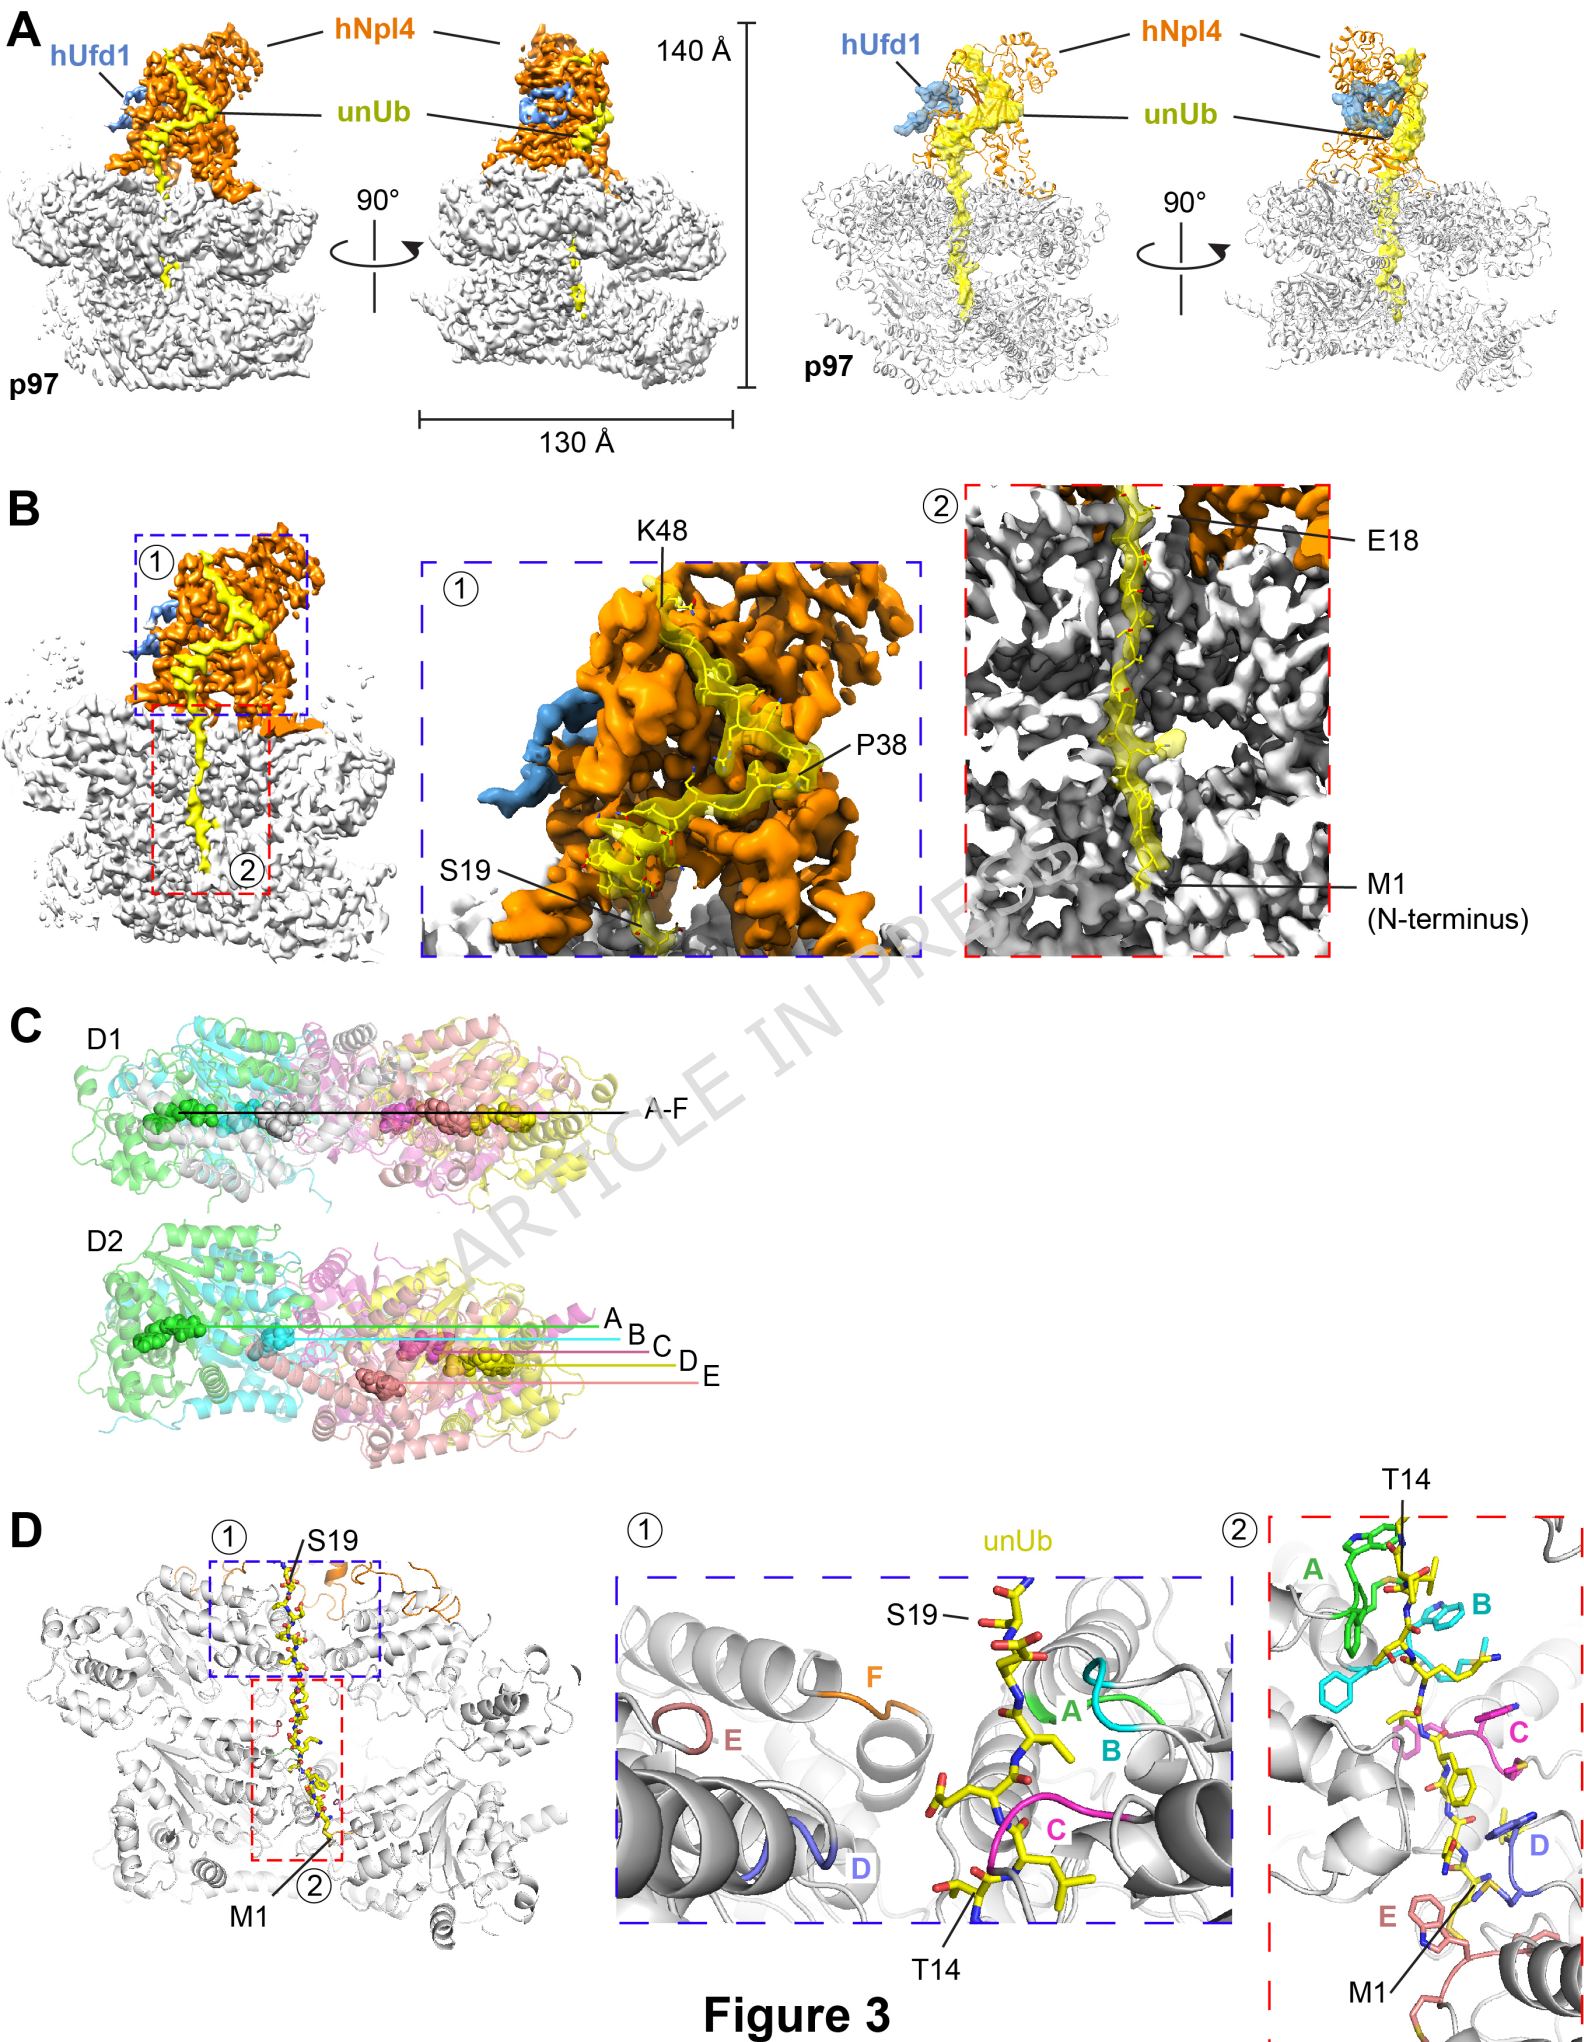 A
hUfd1
hNpl4
unUb
90°
p97
140 Å
130 Å
hUfd1
hNpl4
unUb
90°
p97
B
1
2
1
K48
P38
S19
2
E18
M1
(N-terminus)
C
D1
A-F
D2
A
B
C
D
E
ARTICLE IN PRESS
D
1
S19
2
M1
1
unUb
S19
F
E
A
B
C
D
T14
2
T14
A
B
C
D
E
M1
Figure 3